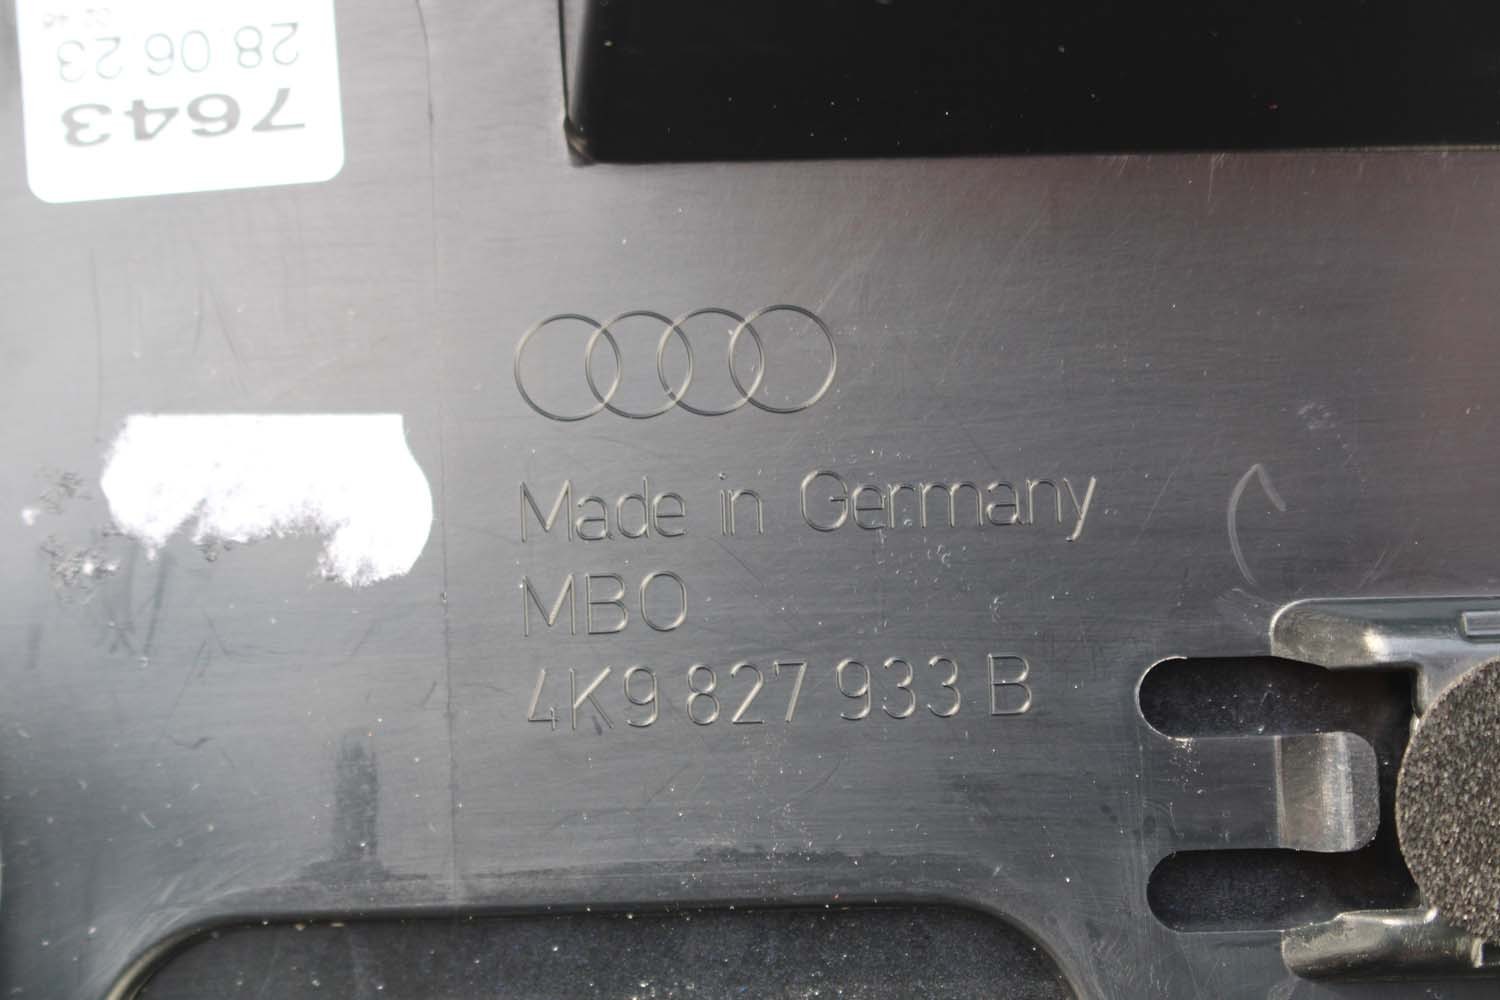 7643
28 06 23
Made in Germany
MBO
4K9 827 933 B